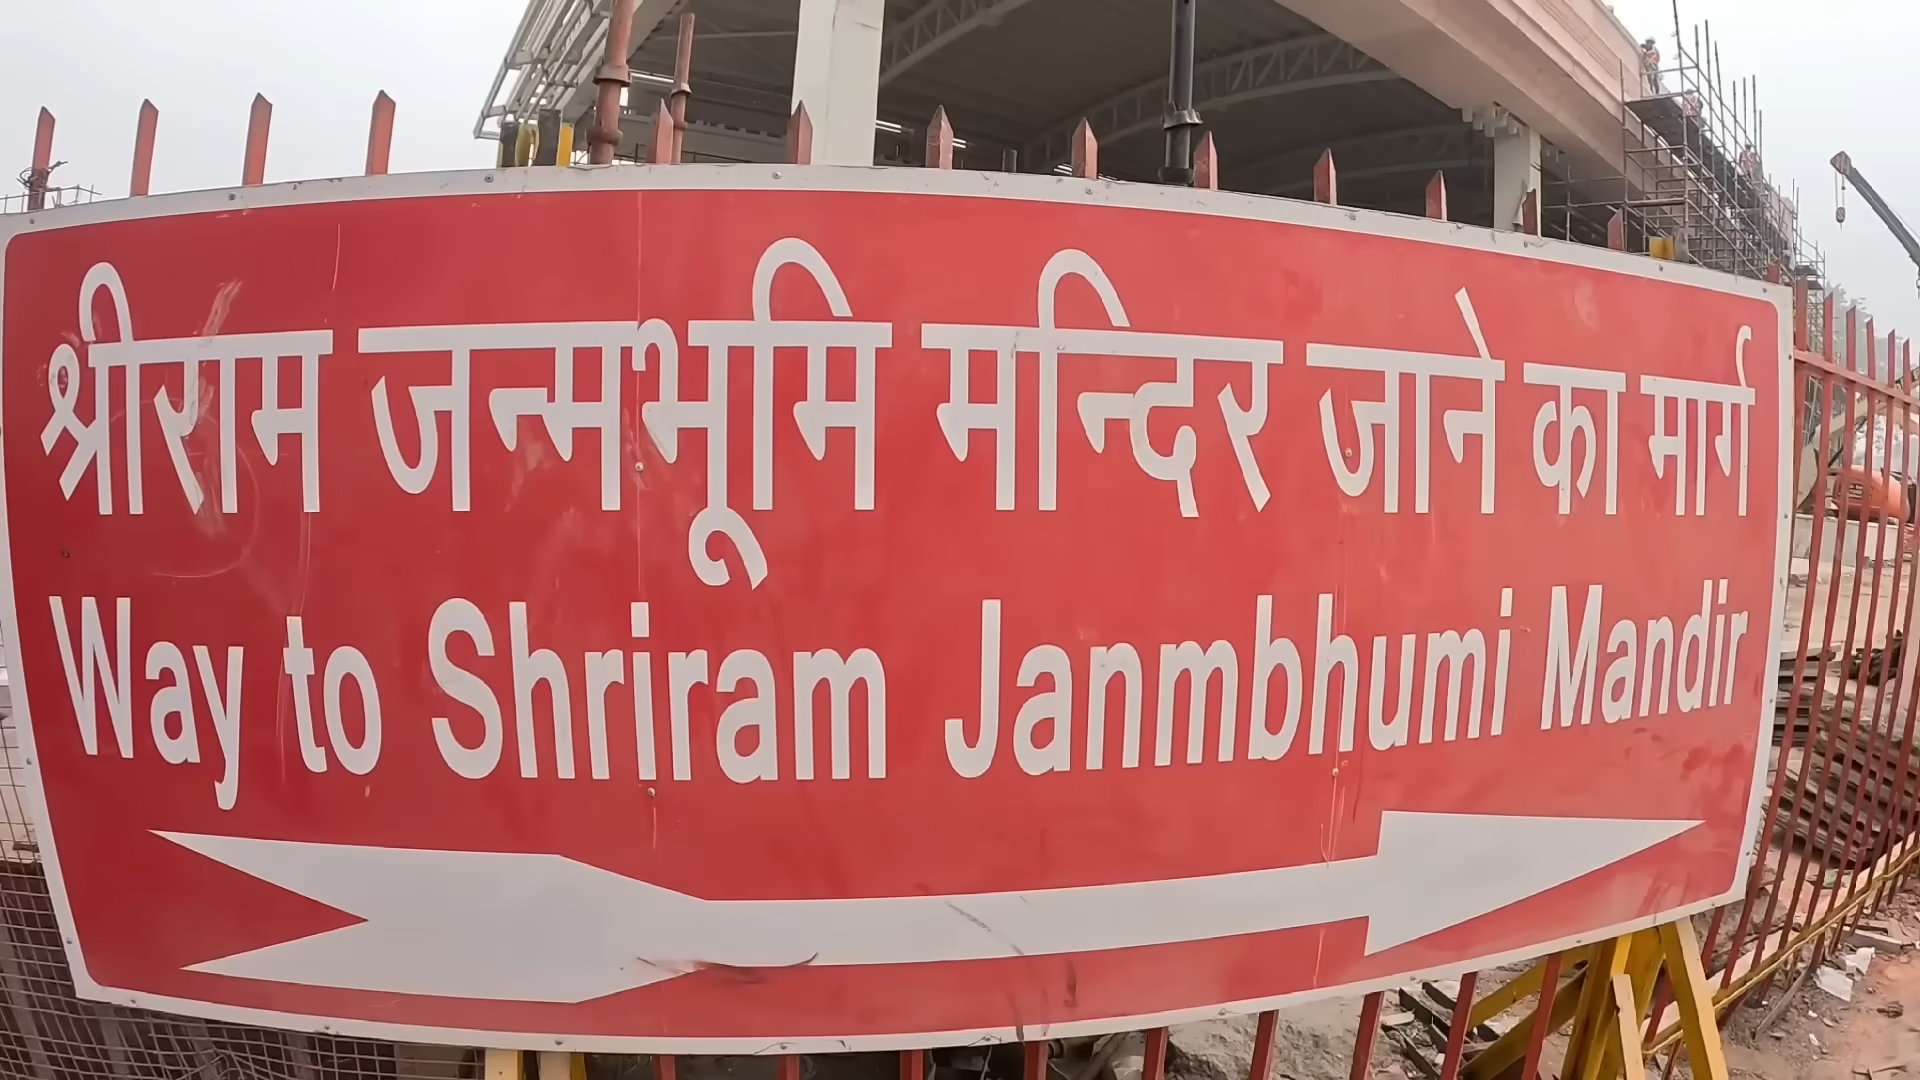 श्रीराम जन्मभूमि मन्दिर जाने का मार्ग
Way to Shriram Janmbhumi Mandir